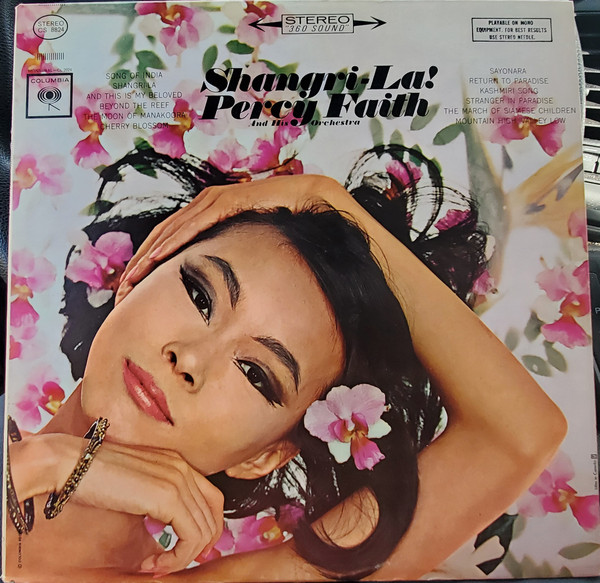 STEREO
CS 8824
STEREO
"360 SOUND"
PLAYABLE ON MONO
EQUIPMENT. FOR BEST RESULTS
USE STEREO NEEDLE.
COLUMBIA
Shangri-La!
Percy Faith
And His Orchestra
SONG OF INDIA
SHANGRI-LA
AND THIS IS MY BELOVED
BEYOND THE REEF
THE MOON OF MANAKOORA
CHERRY BLOSSOM
SAYONARA
RETURN TO PARADISE
KASHMIRI SONG
STRANGER IN PARADISE
THE MARCH OF SIAMESE CHILDREN
MOUNTAIN HIGH VALLEY LOW